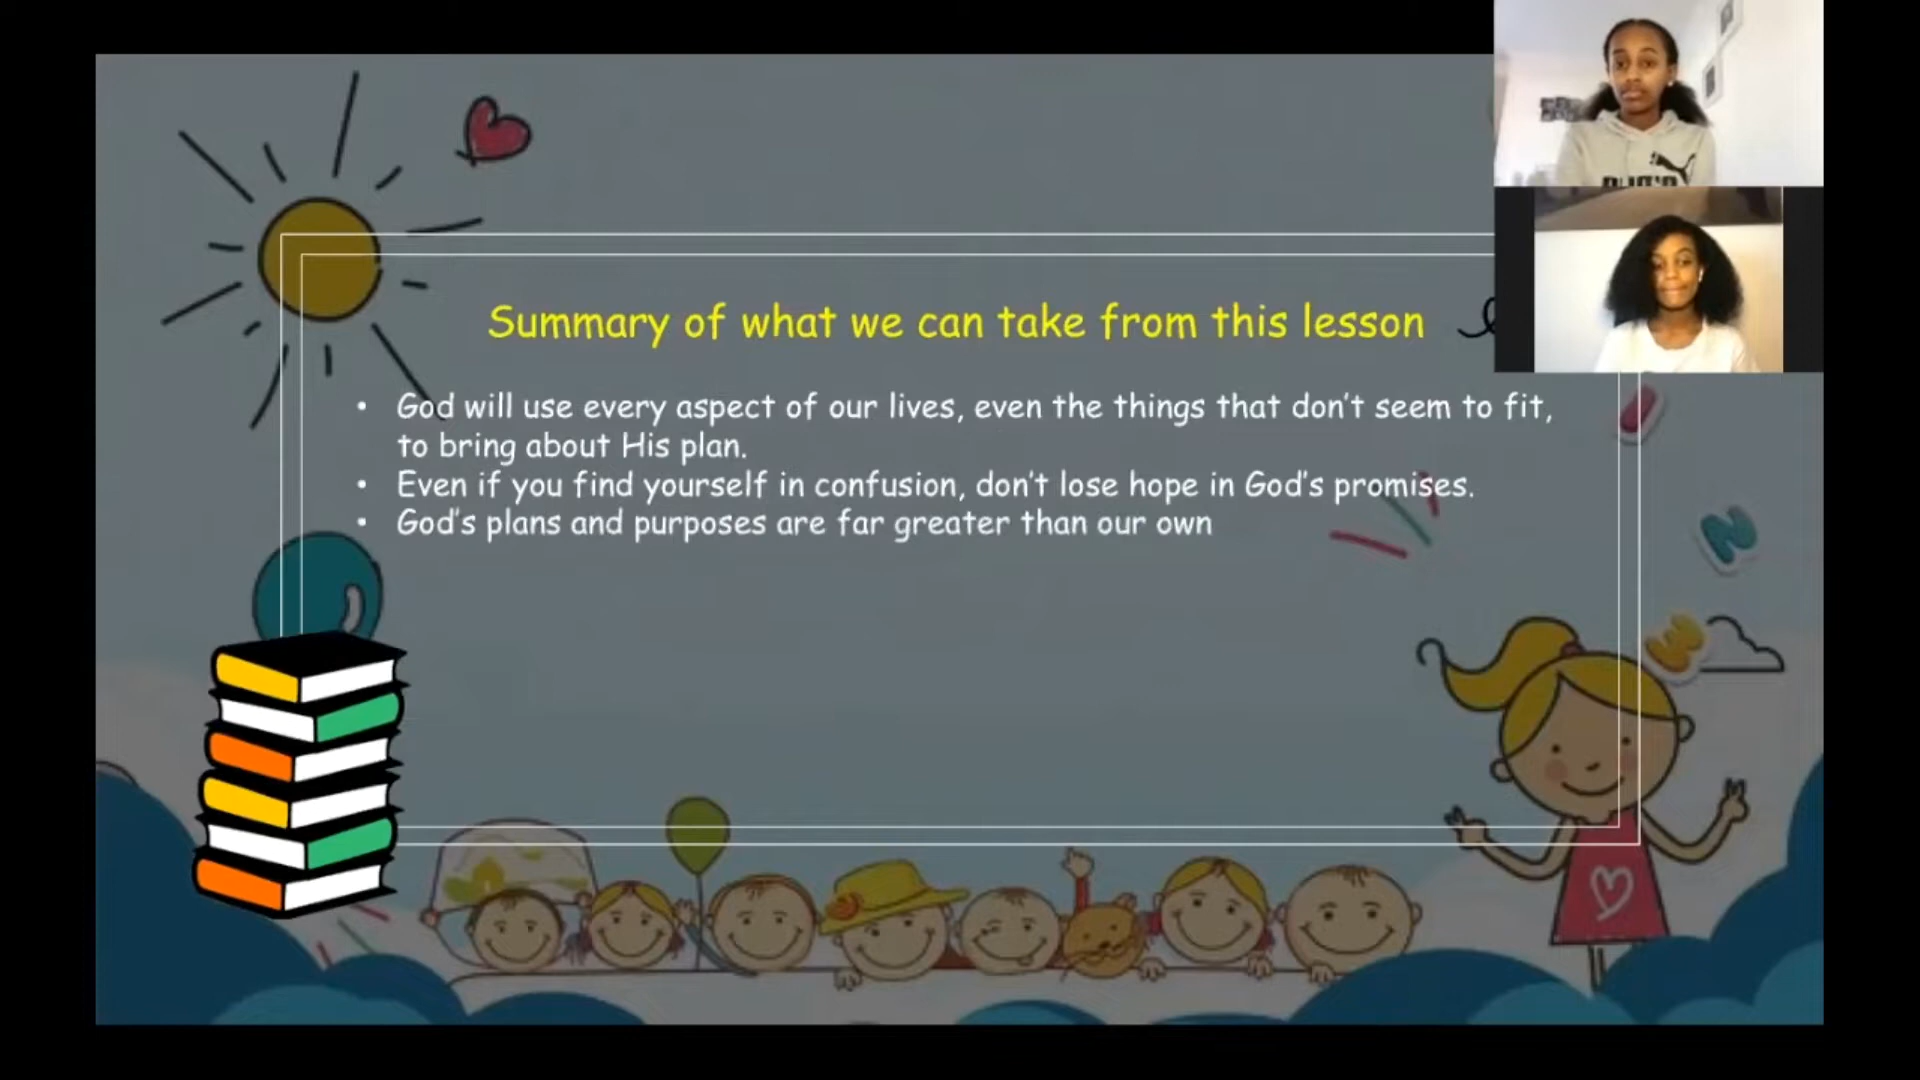 Summary of what we can take from this lesson
• God will use every aspect of our lives, even the things that don't seem to fit,
to bring about His plan.
• Even if you find yourself in confusion, don't lose hope in God's promises.
• God's plans and purposes are far greater than our own
N